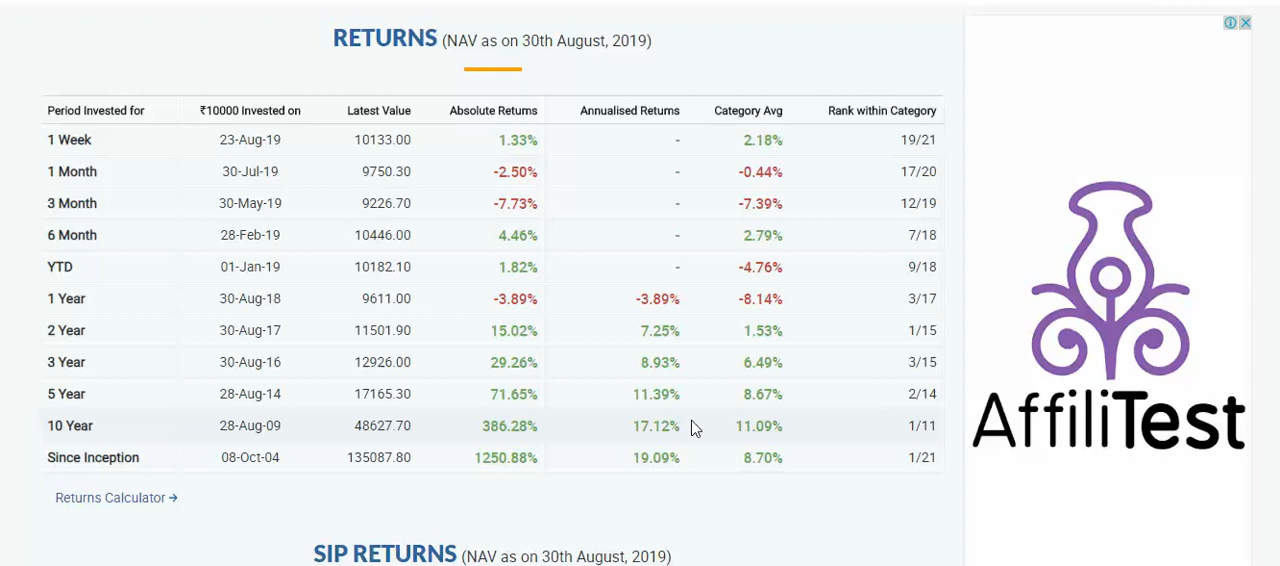 RETURNS (NAV as on 30th August, 2019)
Period Invested for ₹10000 Invested on Latest Value Absolute Returns Annualised Returns Category Avg Rank within Category
1 Week 23-Aug-19 10133.00 1.33% - 2.18% 19/21
1 Month 30-Jul-19 9750.30 -2.50% - -0.44% 17/20
3 Month 30-May-19 9226.70 -7.73% - -7.39% 12/19
6 Month 28-Feb-19 10446.00 4.46% - 2.79% 7/18
YTD 01-Jan-19 10182.10 1.82% - -4.76% 9/18
1 Year 30-Aug-18 9611.00 -3.89% -3.89% -8.14% 3/17
2 Year 30-Aug-17 11501.90 15.02% 7.25% 1.53% 1/15
3 Year 30-Aug-16 12926.00 29.26% 8.93% 6.49% 3/15
5 Year 28-Aug-14 17165.30 71.65% 11.39% 8.67% 2/14
10 Year 28-Aug-09 48627.70 386.28% 17.12% 11.09% 1/11
Since Inception 08-Oct-04 135087.80 1250.88% 19.09% 8.70% 1/21
Returns Calculator →
SIP RETURNS (NAV as on 30th August, 2019)
AffiliTest